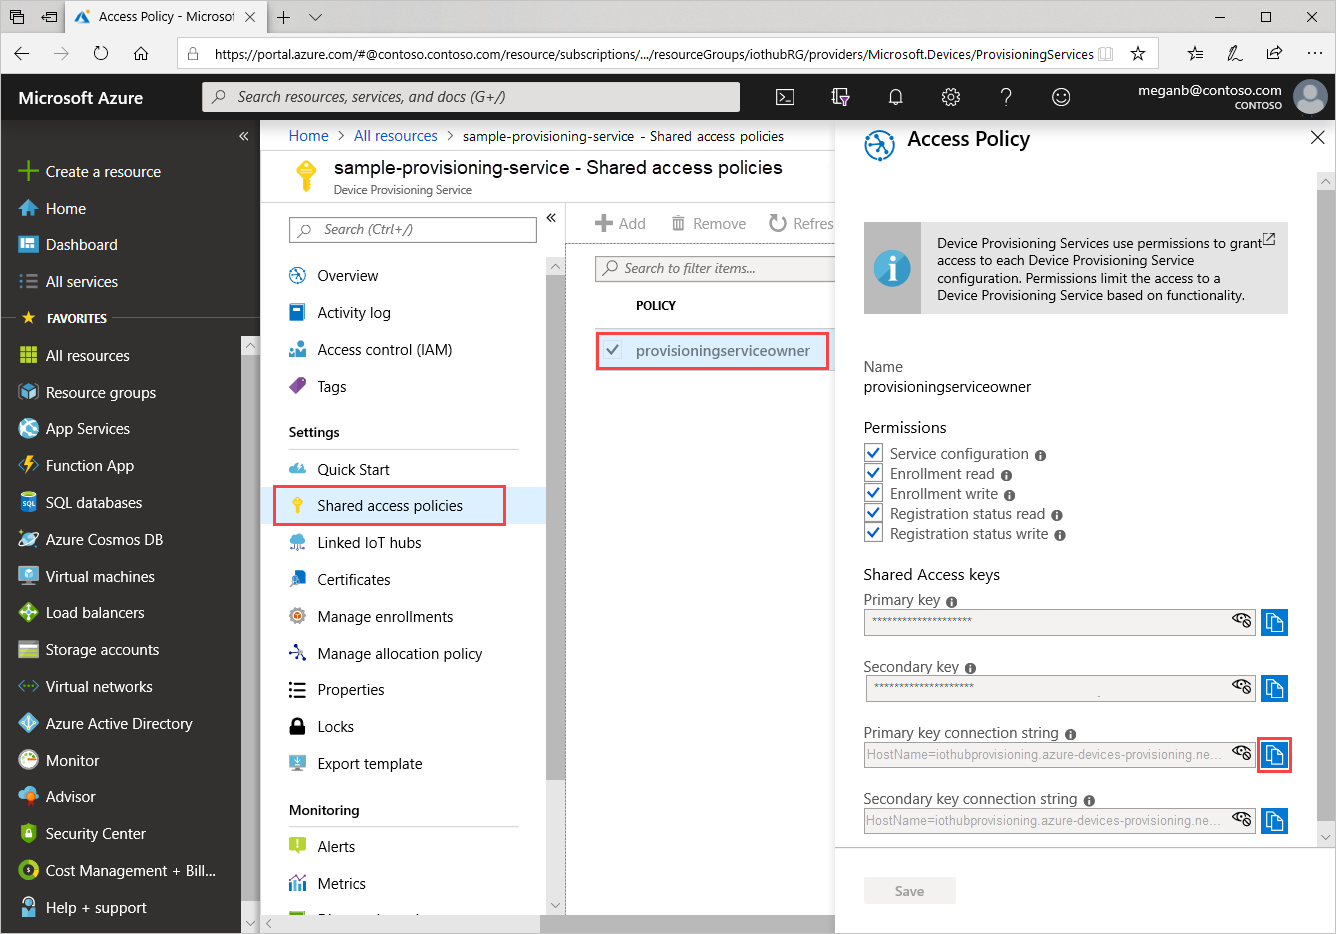 Access Policy - Microsof
https://portal.azure.com/#@contoso.contoso.com/resource/subscriptions/.../resourceGroups/iothubRG/providers/Microsoft.Devices/ProvisioningServices
Microsoft Azure
Search resources, services, and docs (G+/)
meganb@contoso.com
CONTOSO
Create a resource
Home
Dashboard
All services
FAVORITES
All resources
Resource groups
App Services
Function App
SQL databases
Azure Cosmos DB
Virtual machines
Load balancers
Storage accounts
Virtual networks
Azure Active Directory
Monitor
Advisor
Security Center
Cost Management + Bill...
Help + support
Home > All resources > sample-provisioning-service - Shared access policies
sample-provisioning-service - Shared access policies
Device Provisioning Service
Search (Ctrl+/)
Overview
Activity log
Access control (IAM)
Tags
Settings
Quick Start
Shared access policies
Linked IoT hubs
Certificates
Manage enrollments
Manage allocation policy
Properties
Locks
Export template
Monitoring
Alerts
Metrics
Add Remove Refres
Search to filter items...
POLICY
provisioningserviceowner
Access Policy
Device Provisioning Services use permissions to grant
access to each Device Provisioning Service
configuration. Permissions limit the access to a
Device Provisioning Service based on functionality.
Name
provisioningserviceowner
Permissions
Service configuration
Enrollment read
Enrollment write
Registration status read
Registration status write
Shared Access keys
Primary key
********************
Secondary key
********************
Primary key connection string
HostName=iothubprovisioning.azure-devices-provisioning.ne...
Secondary key connection string
HostName=iothubprovisioning.azure-devices-provisioning.ne...
Save